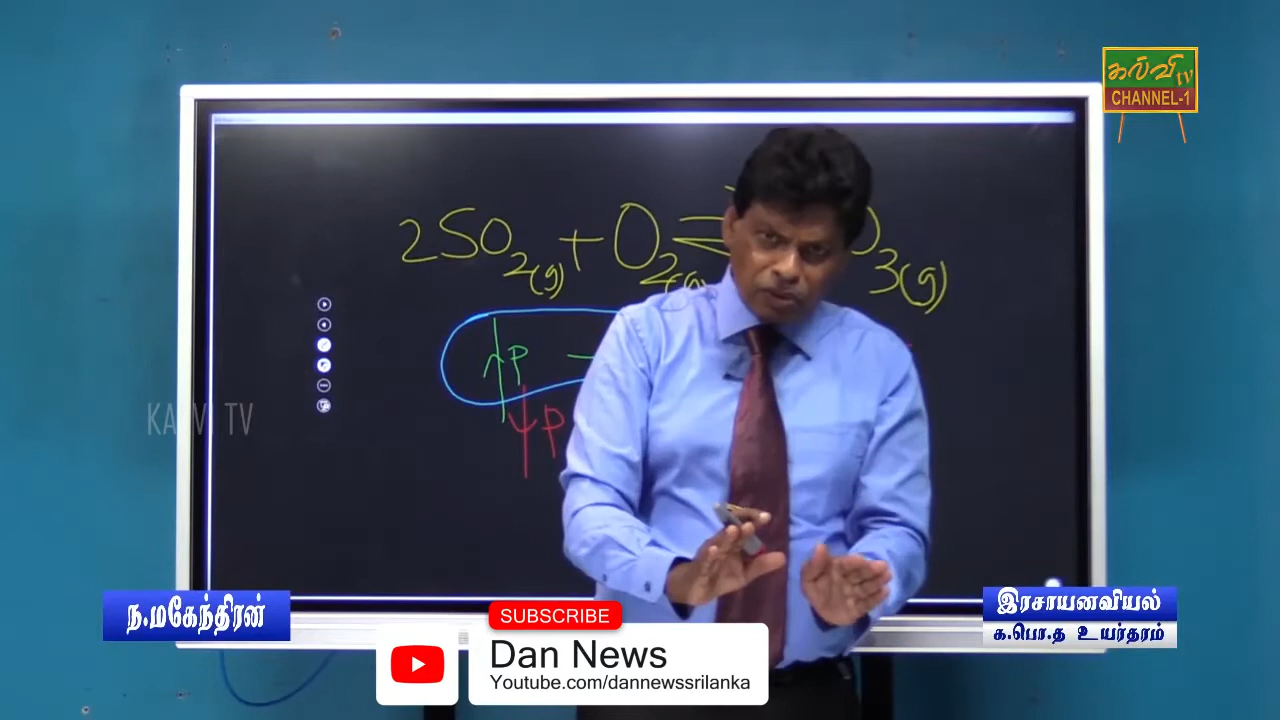 கல்வி TV
CHANNEL-1
2SO2(g) + O2(g) ⇌ O3(g)
↑P –
↓P
KALVI TV
ந.மகேந்திரன்
இரசாயனவியல்
க.பொ.த உயர்தரம்
SUBSCRIBE
Dan News
Youtube.com/dannewssrilanka